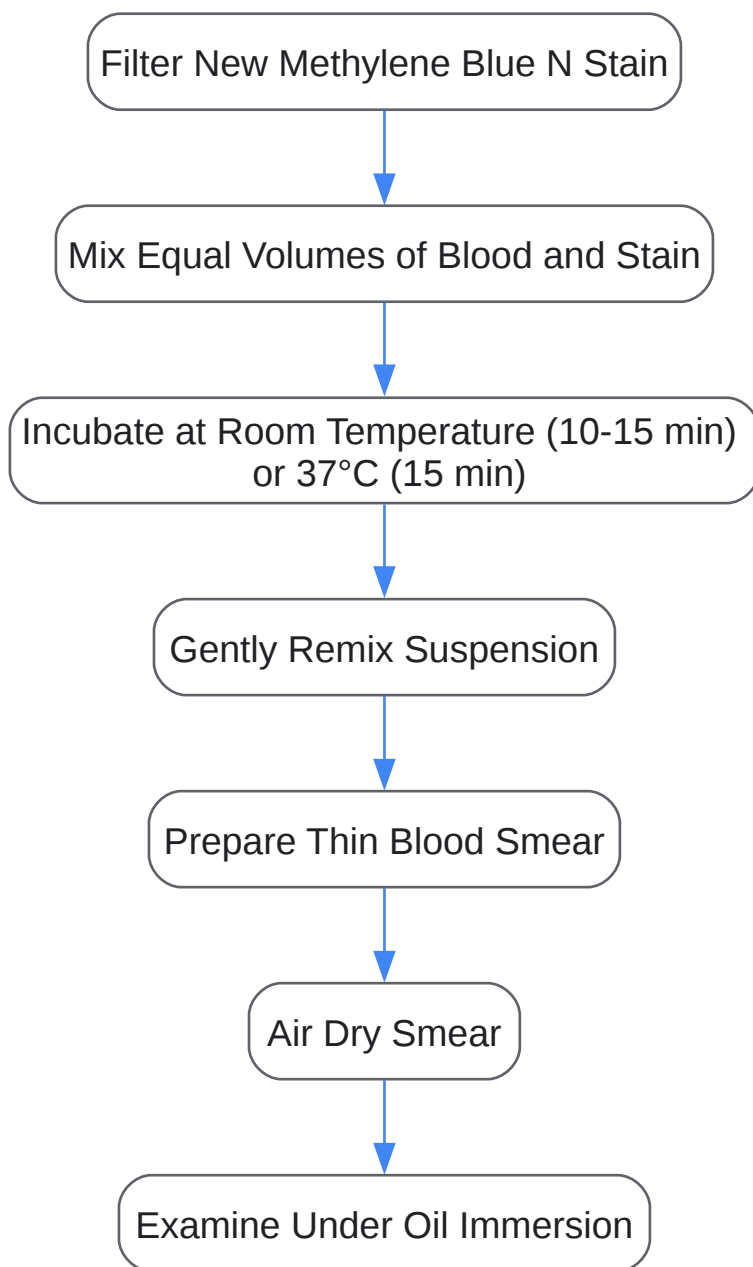 Filter New Methylene Blue N Stain
Mix Equal Volumes of Blood and Stain
Incubate at Room Temperature (10-15 min)
or 37°C (15 min)
Gently Remix Suspension
Prepare Thin Blood Smear
Air Dry Smear
Examine Under Oil Immersion